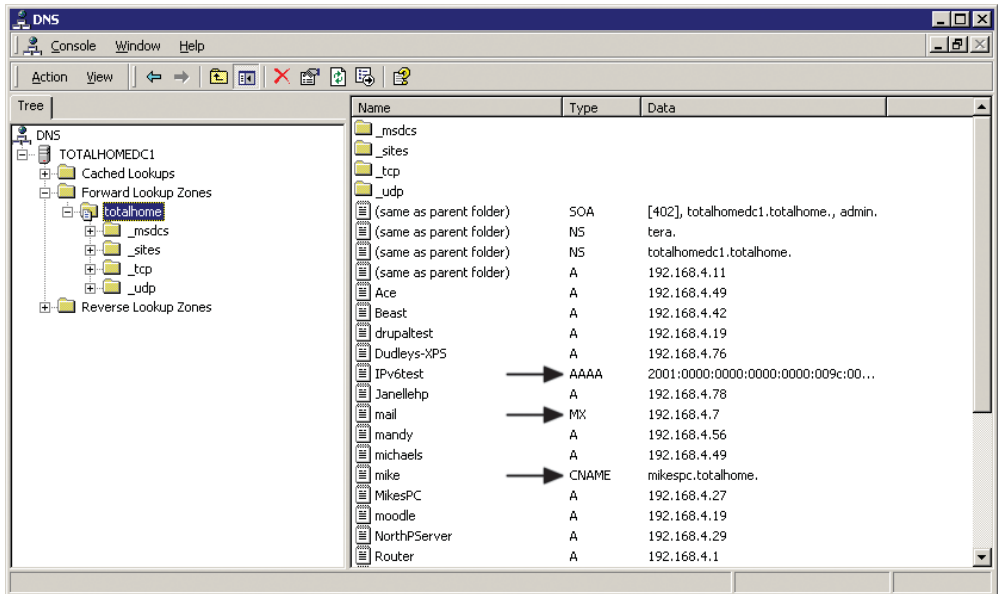 DNS
Console Window Help
Action View
Tree
DNS
TOTALHOMEDC1
Cached Lookups
Forward Lookup Zones
totalhome
_msdcs
_sites
_tcp
_udp
Reverse Lookup Zones
Name Type Data
_msdcs
_sites
_tcp
_udp
(same as parent folder) SOA [402], totalhomedc1.totalhome., admin.
(same as parent folder) NS tera.
(same as parent folder) NS totalhomedc1.totalhome.
(same as parent folder) A 192.168.4.11
Ace A 192.168.4.49
Beast A 192.168.4.42
drupaltest A 192.168.4.19
Dudleys-XPS A 192.168.4.76
IPv6test AAAA 2001:0000:0000:0000:0000:009c:00...
Janellehp A 192.168.4.78
mail MX 192.168.4.7
mandy A 192.168.4.56
michaels A 192.168.4.49
mike CNAME mikespc.totalhome.
MikesPC A 192.168.4.27
moodle A 192.168.4.19
NorthPServer A 192.168.4.29
Router A 192.168.4.1